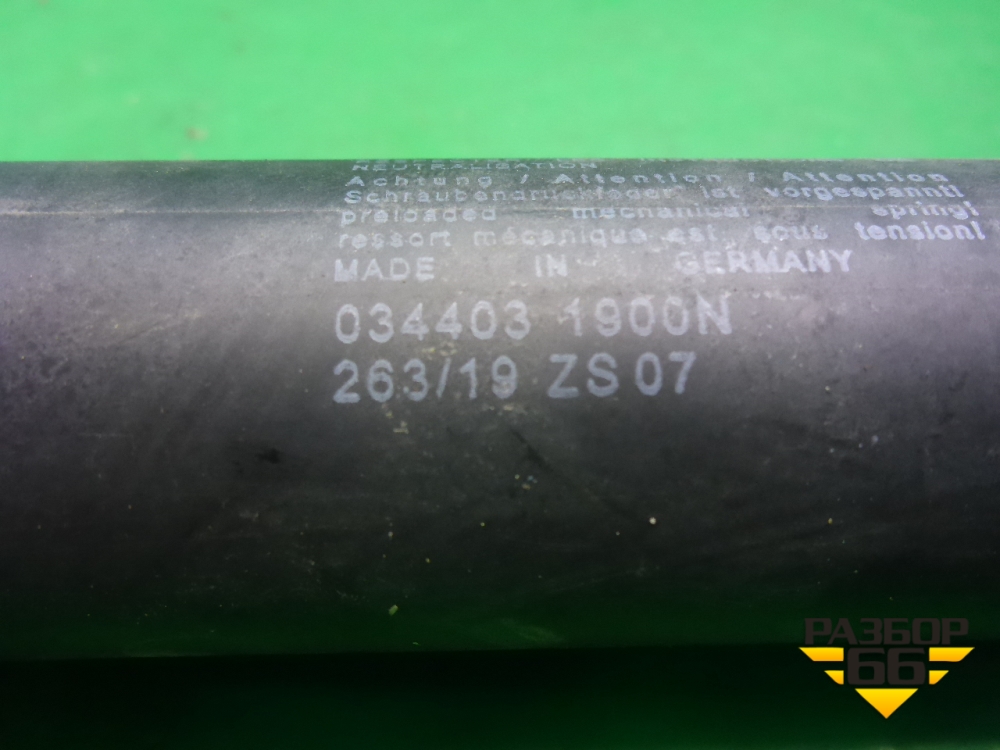 NEUTRALISATION
Achtung / Attention / Attention
Schraubendruckfeder ist vorgespannt!
preloaded mechanical spring!
ressort mécanique est sous tension!
MADE IN GERMANY
034403 1900N
263/19 ZS 07
РАЗБОР
66